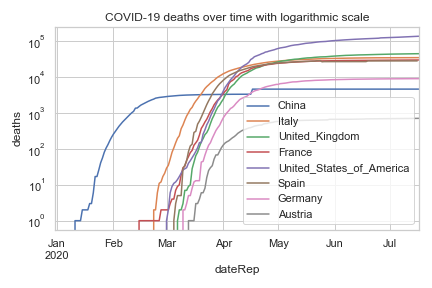 COVID-19 deaths over time with logarithmic scale
10^5
10^4
10^3
10^2
10^1
10^0
deaths
China
Italy
United_Kingdom
France
United_States_of_America
Spain
Germany
Austria
Jan Feb Mar Apr May Jun Jul
2020
dateRep